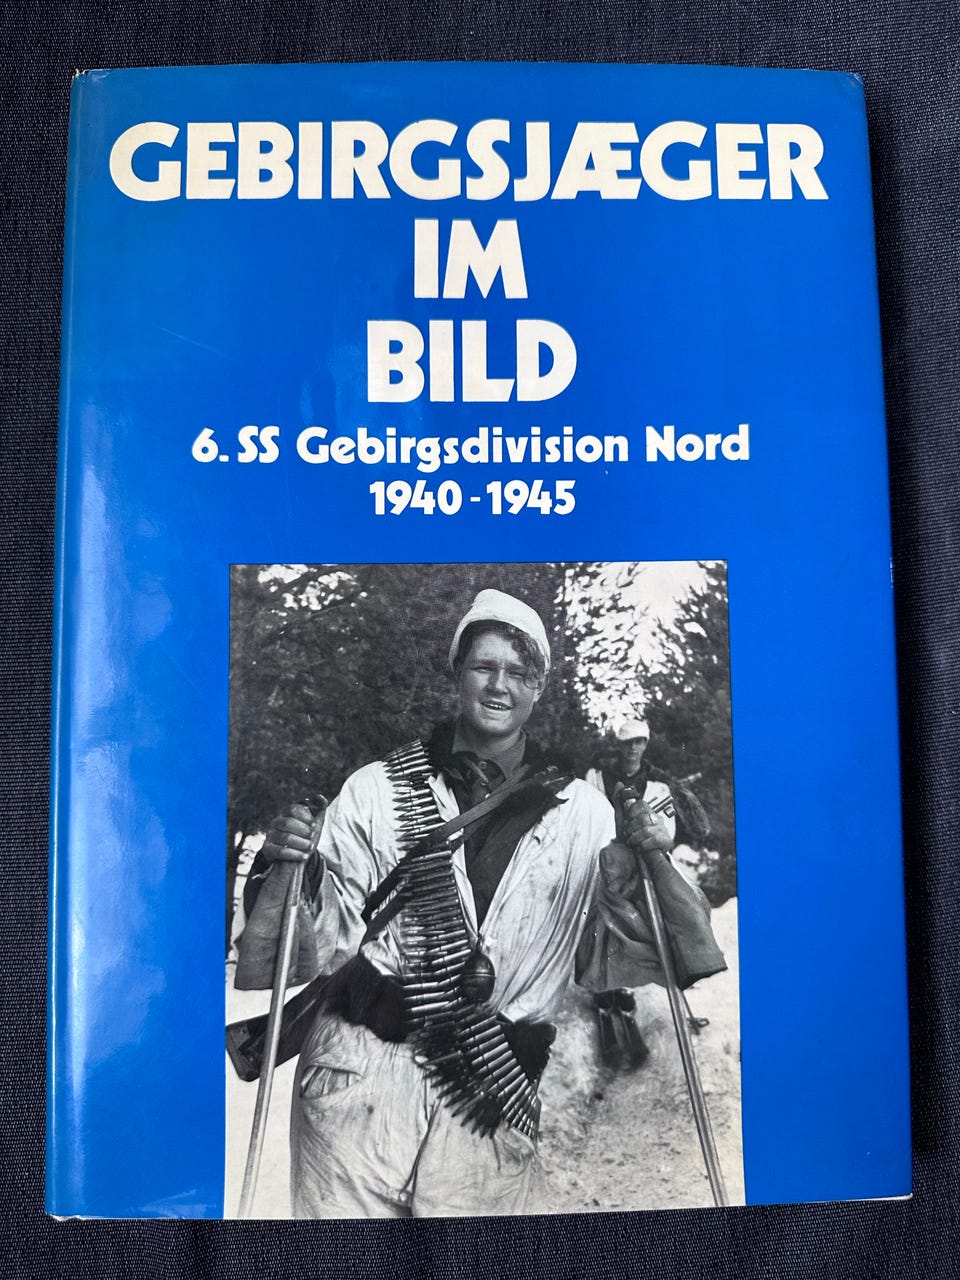 GEBIRGSJÆGER
IM
BILD
6. SS Gebirgsdivision Nord
1940 - 1945